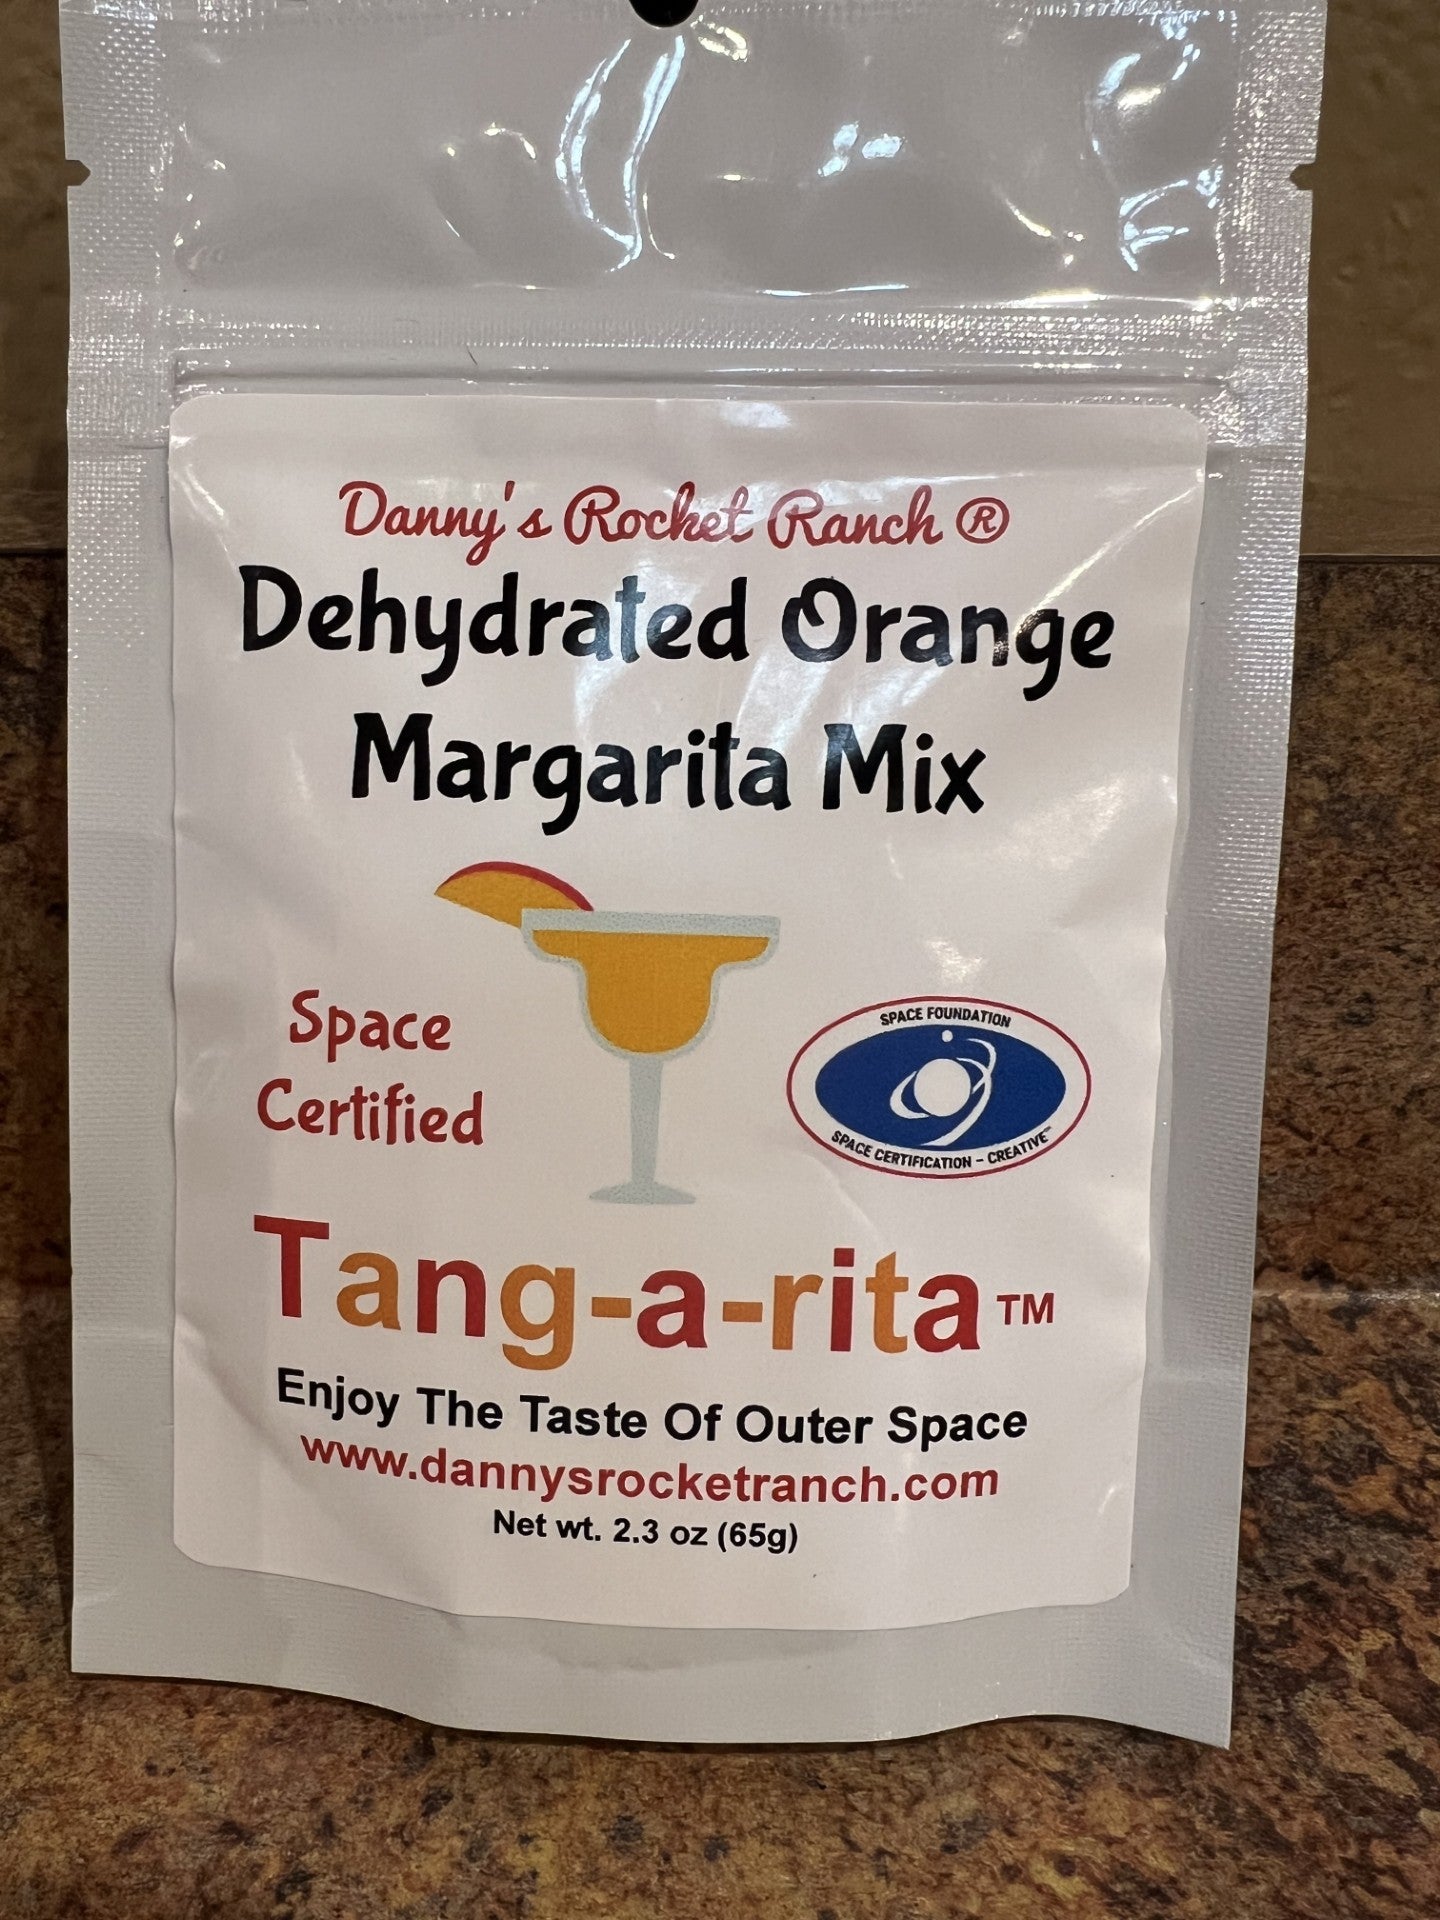 Danny's Rocket Ranch ®
Dehydrated Orange
Margarita Mix
Space
Certified
SPACE FOUNDATION
SPACE CERTIFICATION – CREATIVE™
Tang-a-rita™
Enjoy The Taste Of Outer Space
www.dannysrocketranch.com
Net wt. 2.3 oz (65g)